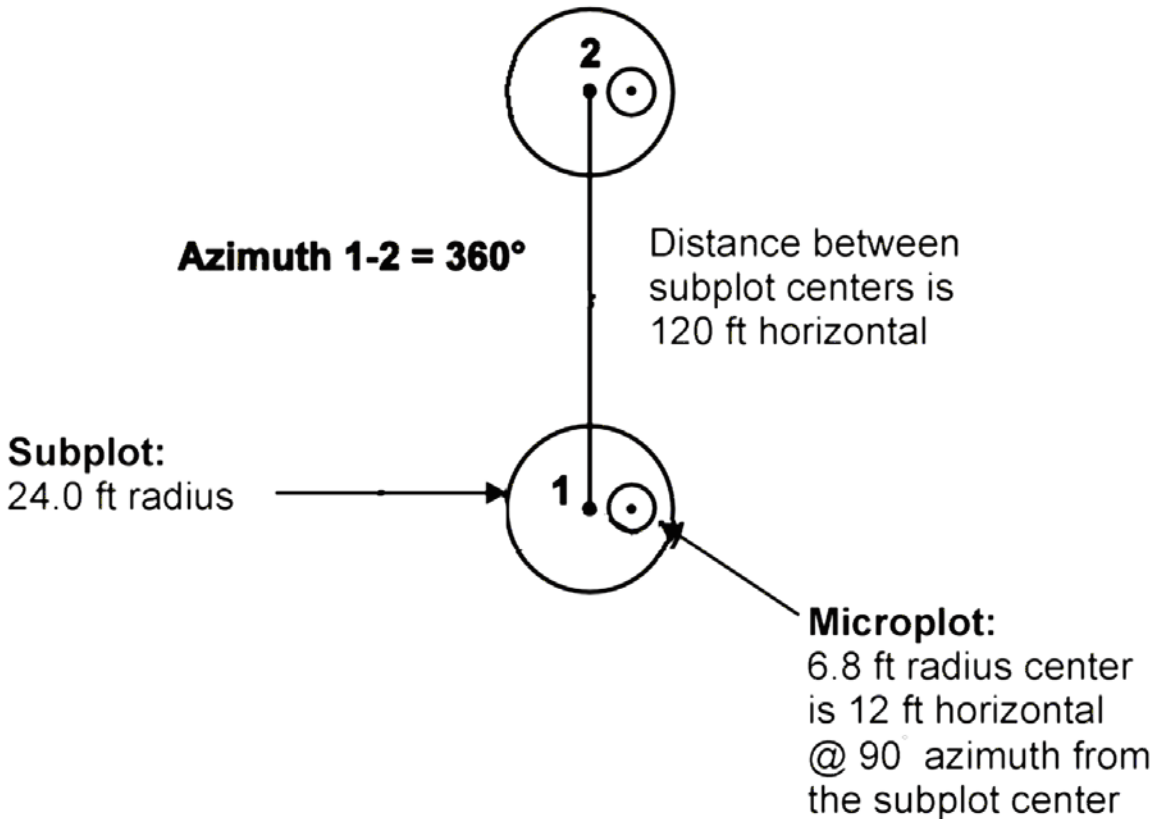 2
Azimuth 1-2 = 360°
Distance between
subplot centers is
120 ft horizontal
Subplot:
24.0 ft radius
1
Microplot:
6.8 ft radius center
is 12 ft horizontal
@ 90° azimuth from
the subplot center